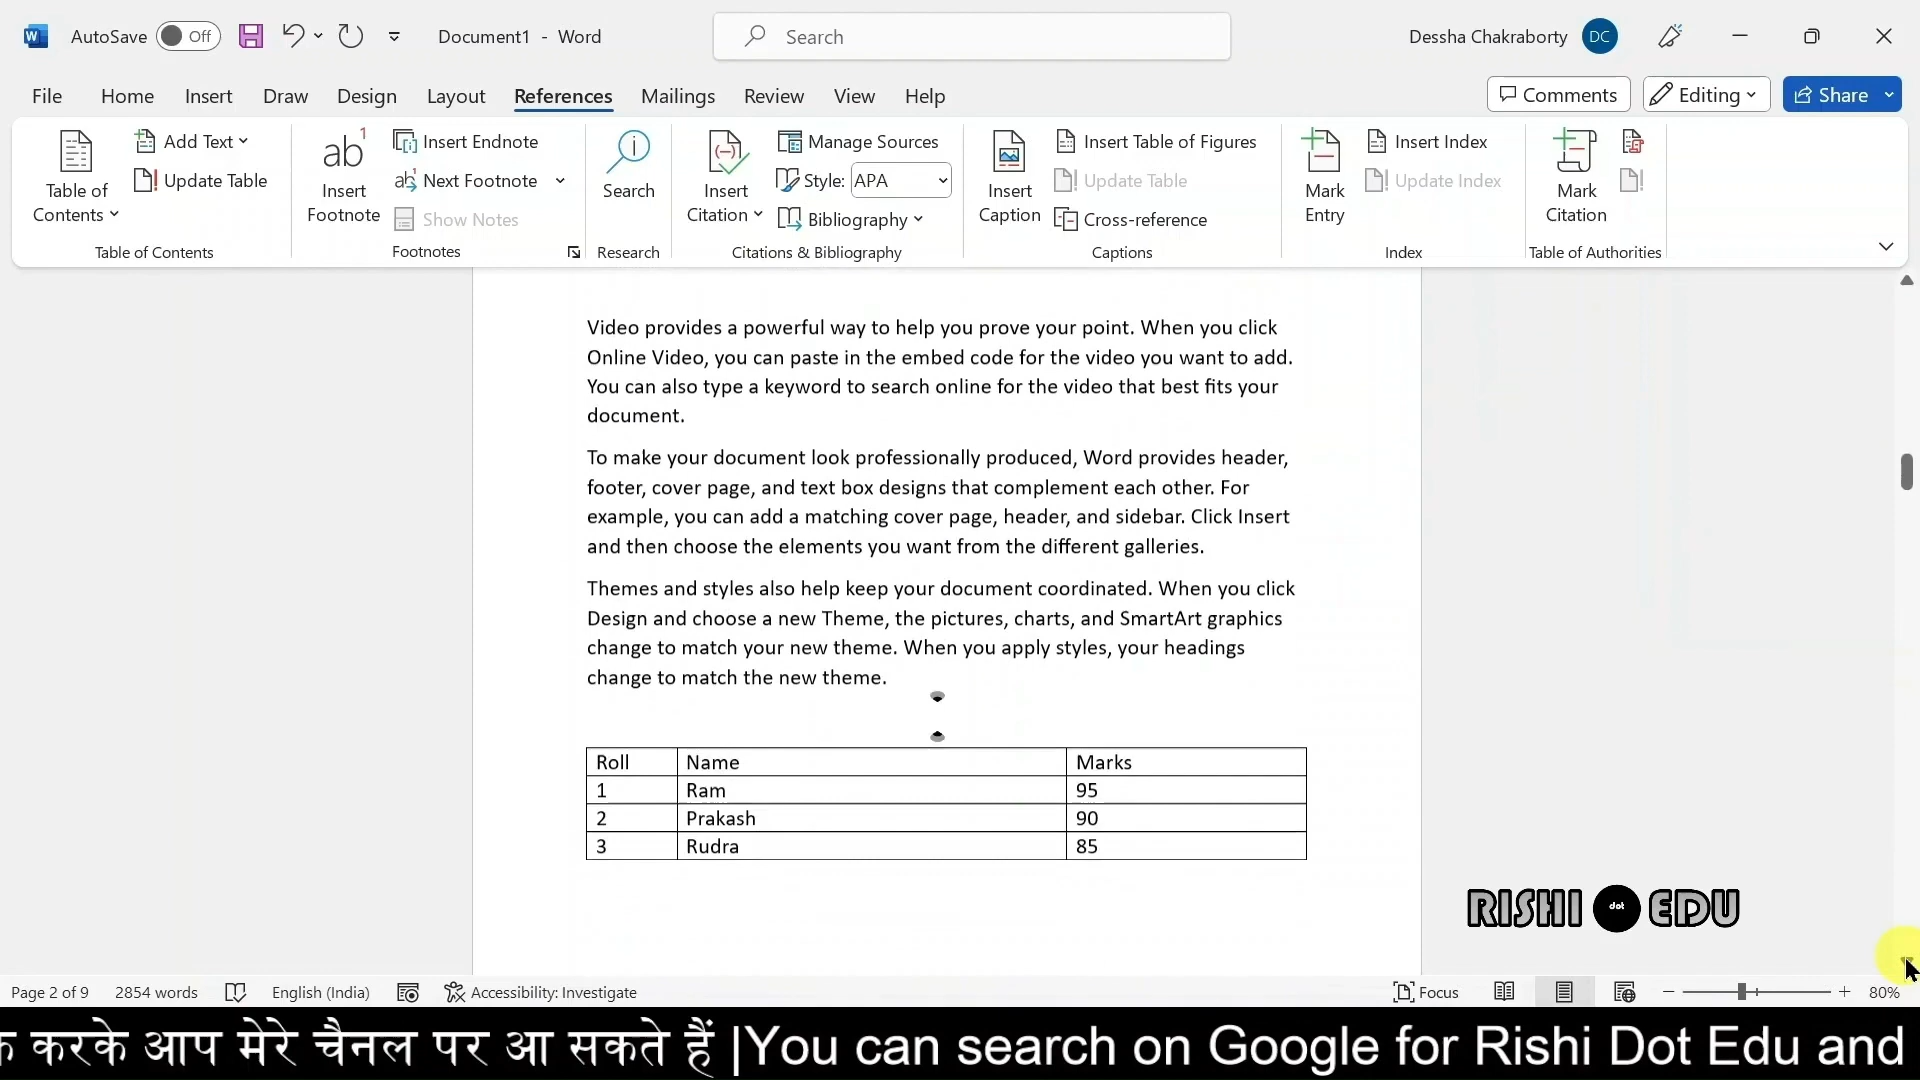 AutoSave Off Document1 - Word Search Dessha Chakraborty DC
File Home Insert Draw Design Layout References Mailings Review View Help Comments Editing Share
Table of Contents
Add Text
Update Table
Table of Contents
ab1
Insert Footnote
Insert Endnote
Next Footnote
Show Notes
Footnotes
Search
Research
Insert Citation
Manage Sources
Style: APA
Bibliography
Citations & Bibliography
Insert Caption
Insert Table of Figures
Update Table
Cross-reference
Captions
Mark Entry
Insert Index
Update Index
Index
Mark Citation
Table of Authorities
Video provides a powerful way to help you prove your point. When you click
Online Video, you can paste in the embed code for the video you want to add.
You can also type a keyword to search online for the video that best fits your
document.
To make your document look professionally produced, Word provides header,
footer, cover page, and text box designs that complement each other. For
example, you can add a matching cover page, header, and sidebar. Click Insert
and then choose the elements you want from the different galleries.
Themes and styles also help keep your document coordinated. When you click
Design and choose a new Theme, the pictures, charts, and SmartArt graphics
change to match your new theme. When you apply styles, your headings
change to match the new theme.
Roll Name Marks
1 Ram 95
2 Prakash 90
3 Rudra 85
RISHI dot EDU
Page 2 of 9 2854 words English (India) Accessibility: Investigate Focus 80%
करके आप मेरे चैनल पर आ सकते हैं |You can search on Google for Rishi Dot Edu and